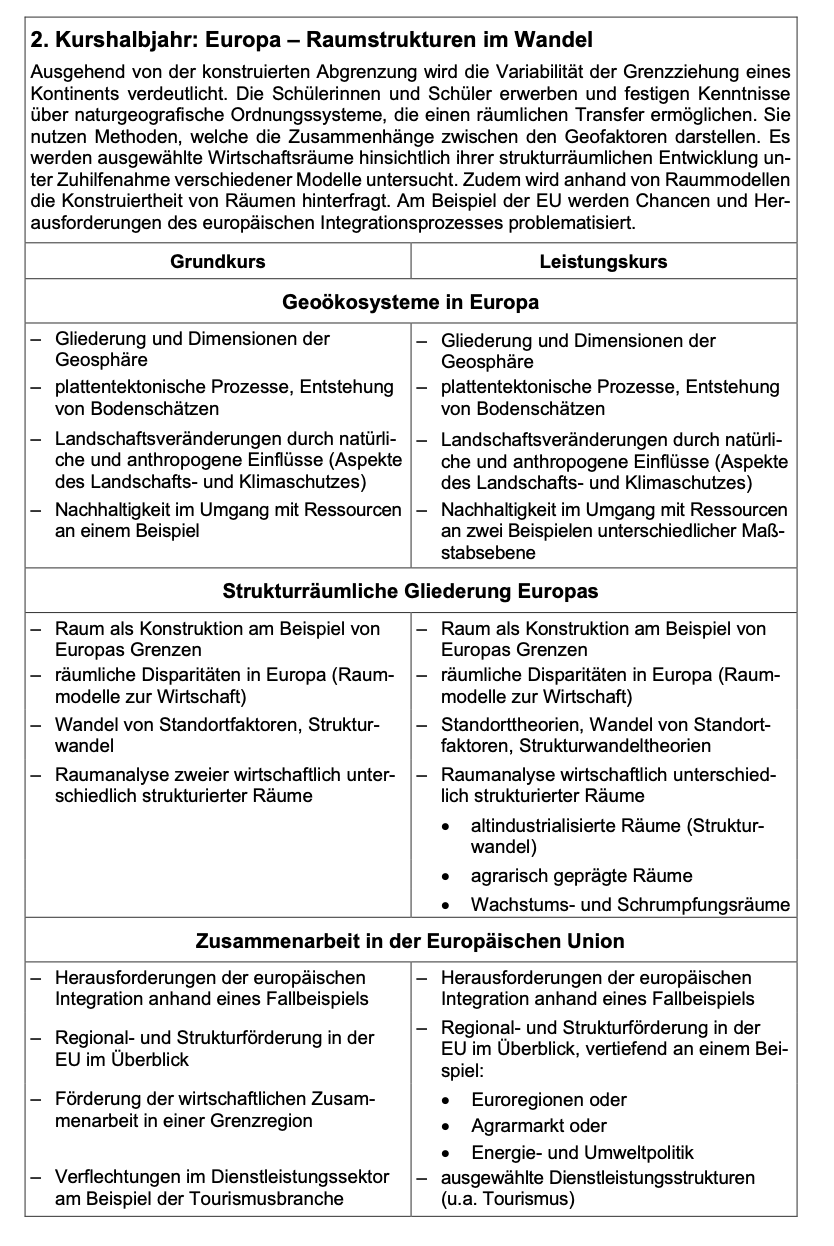 2. Kurshalbjahr: Europa – Raumstrukturen im Wandel
Ausgehend von der konstruierten Abgrenzung wird die Variabilität der Grenzziehung eines
Kontinents verdeutlicht. Die Schülerinnen und Schüler erwerben und festigen Kenntnisse
über naturgeografische Ordnungssysteme, die einen räumlichen Transfer ermöglichen. Sie
nutzen Methoden, welche die Zusammenhänge zwischen den Geofaktoren darstellen. Es
werden ausgewählte Wirtschaftsräume hinsichtlich ihrer strukturräumlichen Entwicklung un-
ter Zuhilfenahme verschiedener Modelle untersucht. Zudem wird anhand von Raummodellen
die Konstruiertheit von Räumen hinterfragt. Am Beispiel der EU werden Chancen und Her-
ausforderungen des europäischen Integrationsprozesses problematisiert.
Grundkurs
Leistungskurs
Geoökosysteme in Europa
– Gliederung und Dimensionen der
Geosphäre
– plattentektonische Prozesse, Entstehung
von Bodenschätzen
– Landschaftsveränderungen durch natürli-
che und anthropogene Einflüsse (Aspekte
des Landschafts- und Klimaschutzes)
– Nachhaltigkeit im Umgang mit Ressourcen
an einem Beispiel
– Gliederung und Dimensionen der
Geosphäre
– plattentektonische Prozesse, Entstehung
von Bodenschätzen
– Landschaftsveränderungen durch natürli-
che und anthropogene Einflüsse (Aspekte
des Landschafts- und Klimaschutzes)
– Nachhaltigkeit im Umgang mit Ressourcen
an zwei Beispielen unterschiedlicher Maß-
stabsebene
Strukturräumliche Gliederung Europas
– Raum als Konstruktion am Beispiel von
Europas Grenzen
– räumliche Disparitäten in Europa (Raum-
modelle zur Wirtschaft)
– Wandel von Standortfaktoren, Struktur-
wandel
– Raumanalyse zweier wirtschaftlich unter-
schiedlich strukturierter Räume
– Raum als Konstruktion am Beispiel von
Europas Grenzen
– räumliche Disparitäten in Europa (Raum-
modelle zur Wirtschaft)
– Standorttheorien, Wandel von Standort-
faktoren, Strukturwandeltheorien
– Raumanalyse wirtschaftlich unterschied-
lich strukturierter Räume
• altindustrialisierte Räume (Struktur-
wandel)
• agrarisch geprägte Räume
• Wachstums- und Schrumpfungsräume
Zusammenarbeit in der Europäischen Union
– Herausforderungen der europäischen
Integration anhand eines Fallbeispiels
– Regional- und Strukturförderung in der
EU im Überblick
– Förderung der wirtschaftlichen Zusam-
menarbeit in einer Grenzregion
– Verflechtungen im Dienstleistungssektor
am Beispiel der Tourismusbranche
– Herausforderungen der europäischen
Integration anhand eines Fallbeispiels
– Regional- und Strukturförderung in der
EU im Überblick, vertiefend an einem Bei-
spiel:
• Euroregionen oder
• Agrarmarkt oder
• Energie- und Umweltpolitik
– ausgewählte Dienstleistungsstrukturen
(u.a. Tourismus)